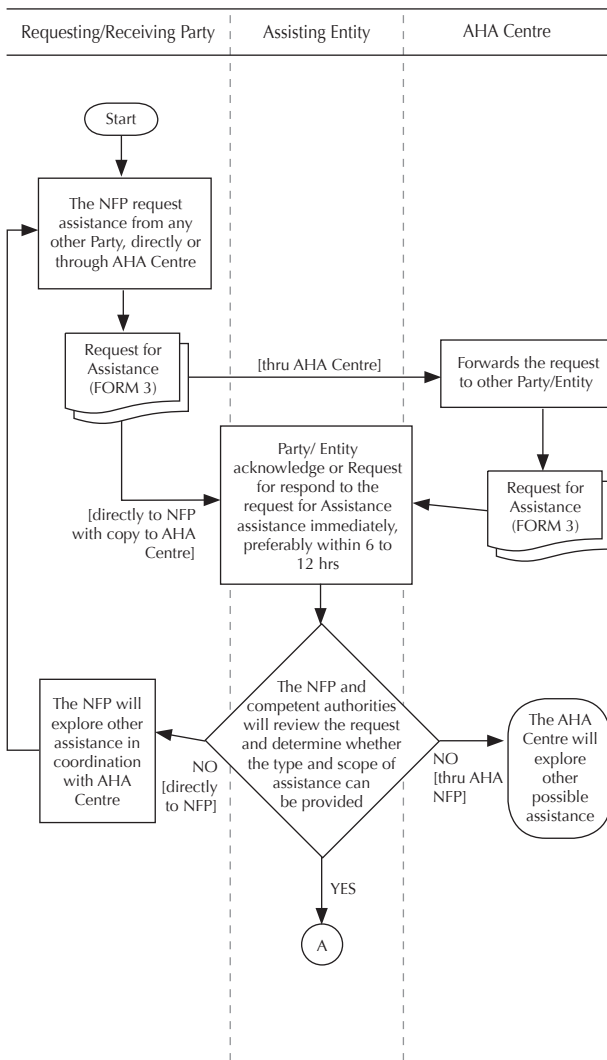 Requesting/Receiving Party
Assisting Entity
AHA Centre
Start
The NFP request
assistance from any
other Party, directly or
through AHA Centre
Request for
Assistance
(FORM 3)
[thru AHA Centre]
Forwards the request
to other Party/Entity
[directly to NFP
with copy to AHA
Centre]
Party/ Entity
acknowledge or Request
for respond to the
request for Assistance
assistance immediately,
preferably within 6 to
12 hrs
Request for
Assistance
(FORM 3)
The NFP will
explore other
assistance in
coordination
with AHA
Centre
NO
[directly
to NFP]
The NFP and
competent authorities
will review the request
and determine whether
the type and scope of
assistance can
be provided
NO
[thru AHA
NFP]
The AHA
Centre will
explore
other
possible
assistance
YES
A